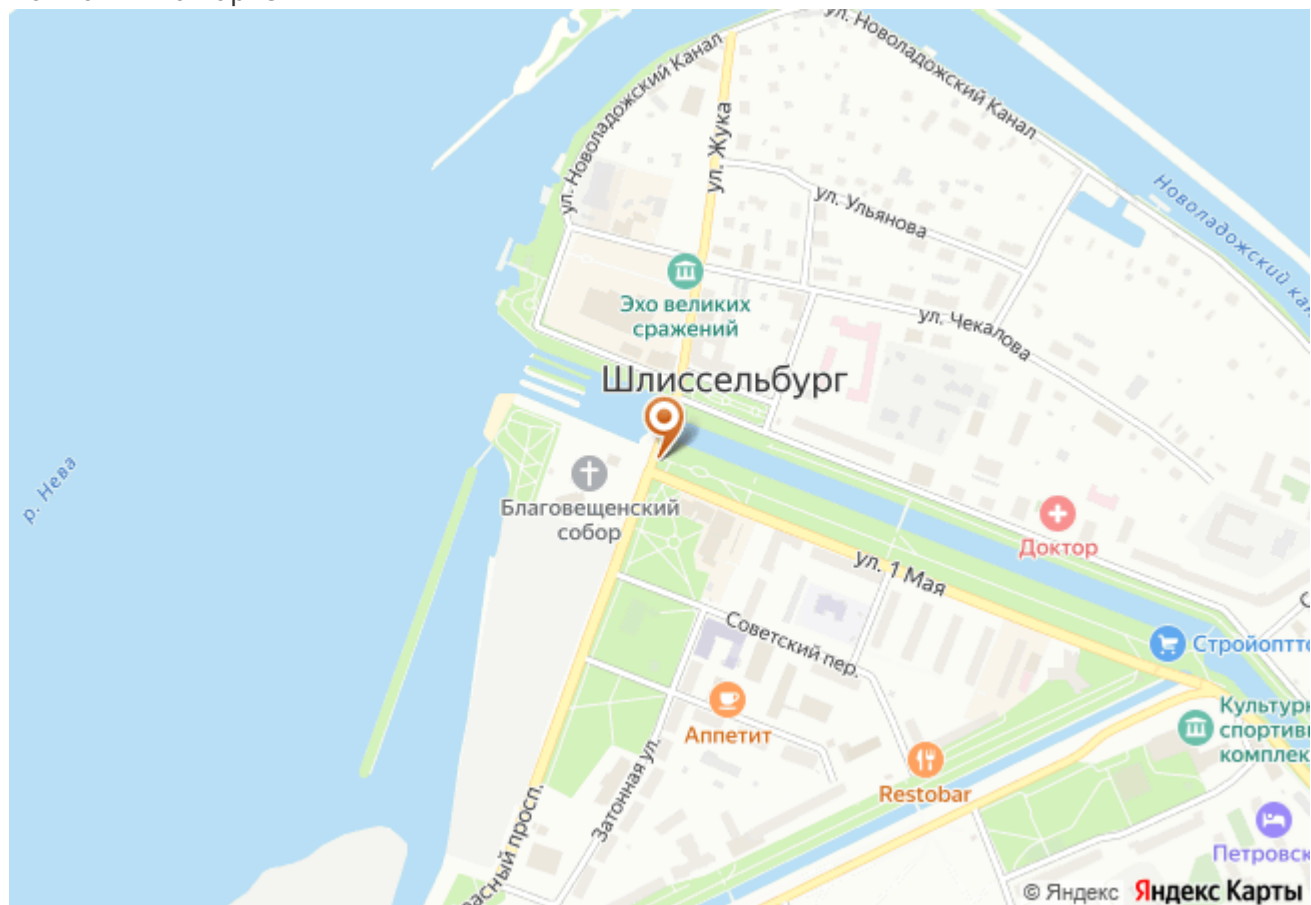 ул. Новоладожский Канал
ул. Новоладожский Канал
ул. Жука
ул. Ульянова
Новоладожский кан
Эхо великих
сражений
ул. Чекалова
Шлиссельбург
р. Нева
Благовещенский
собор
Доктор
ул. 1 Мая
Советский пер.
Стройоптто
Культурн
спортивн
комплек
Аппетит
Restobar
Затонная ул.
расный просп.
Петровск
© Яндекс Яндекс Карты